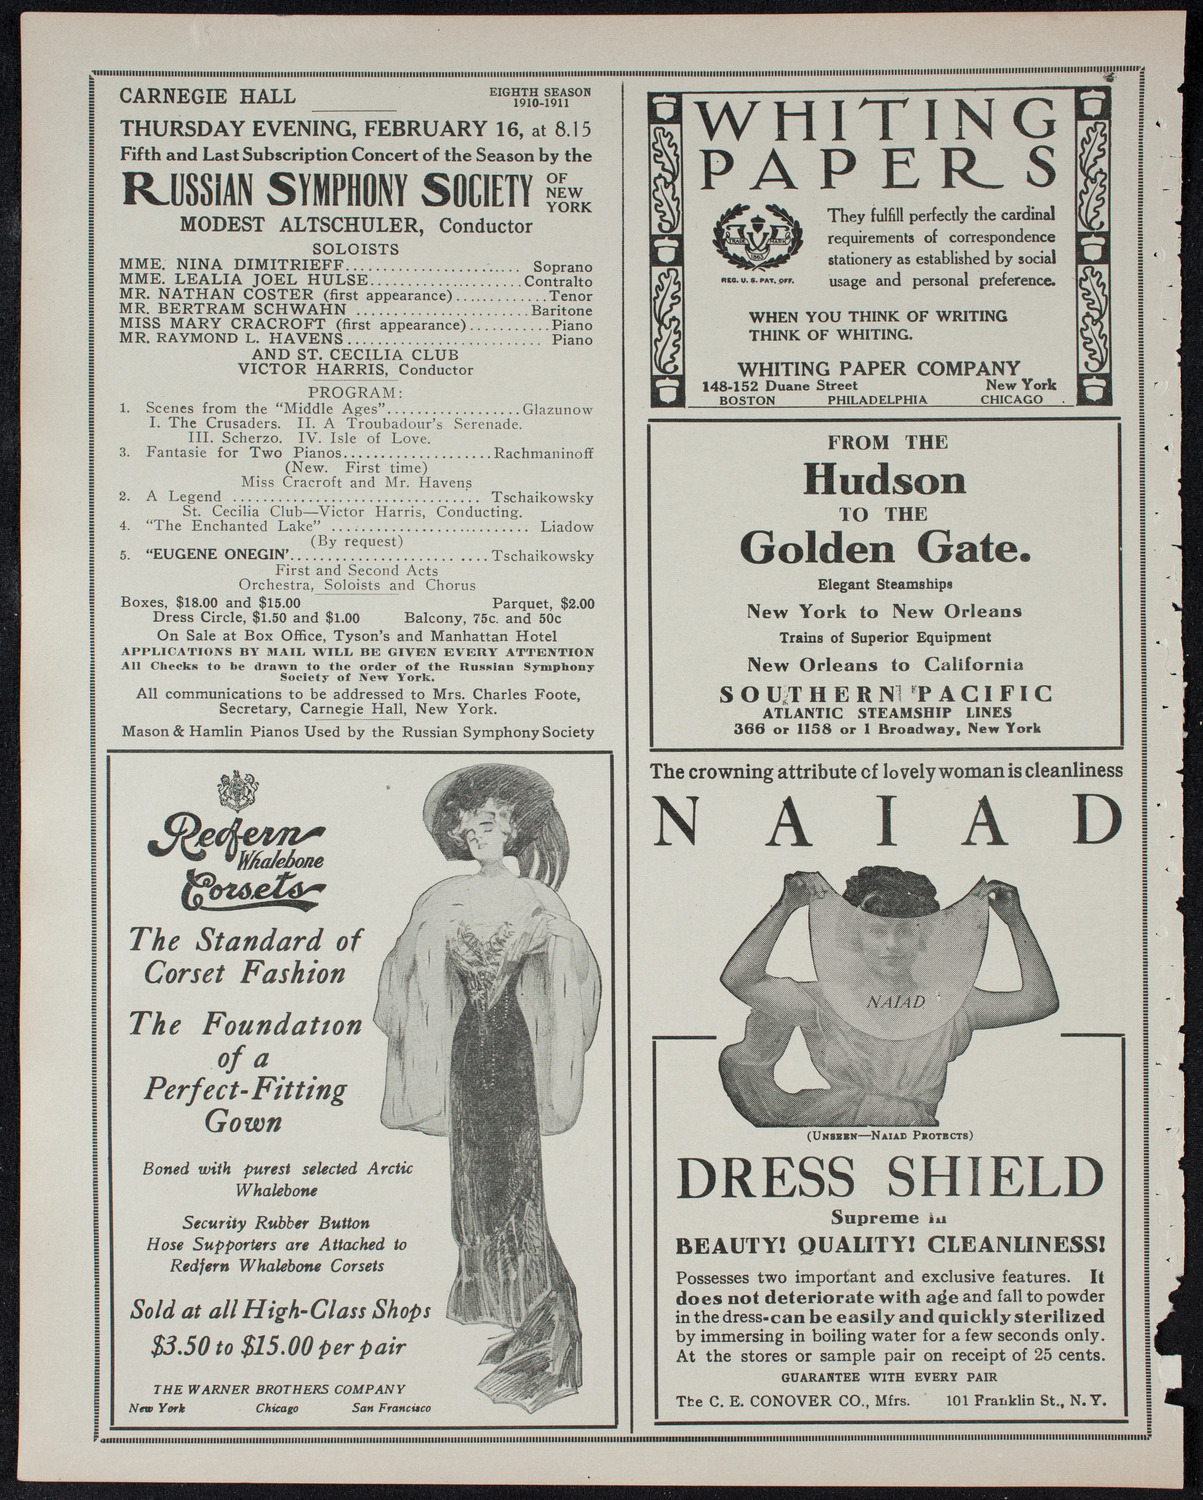 CARNEGIE HALL
EIGHTH SEASON
1910-1911
THURSDAY EVENING, FEBRUARY 16, at 8.15
Fifth and Last Subscription Concert of the Season by the
RUSSIAN SYMPHONY SOCIETY OF NEW YORK
MODEST ALTSCHULER, Conductor
SOLOISTS
MME. NINA DIMITRIEFF....................... Soprano
MME. LEALIA JOEL HULSE....................Contralto
MR. NATHAN COSTER (first appearance)............Tenor
MR. BERTRAM SCHWAHN ......................Baritone
MISS MARY CRACROFT (first appearance)..........Piano
MR. RAYMOND L. HAVENS......................... Piano
AND ST. CECILIA CLUB
VICTOR HARRIS, Conductor
PROGRAM:
1. Scenes from the “Middle Ages”.................Glazunow
I. The Crusaders. II. A Troubadour's Serenade.
III. Scherzo. IV. Isle of Love.
3. Fantasie for Two Pianos...................Rachmaninoff
(New. First time)
Miss Cracroft and Mr. Havens
2. A Legend ................................ Tschaikowsky
St. Cecilia Club—Victor Harris, Conducting.
4. “The Enchanted Lake” .......................... Liadow
(By request)
5. “EUGENE ONEGIN'.........................Tschaikowsky
First and Second Acts
Orchestra, Soloists and Chorus
Boxes, $18.00 and $15.00 Parquet, $2.00
Dress Circle, $1.50 and $1.00 Balcony, 75c. and 50c
On Sale at Box Office, Tyson's and Manhattan Hotel
APPLICATIONS BY MAIL WILL BE GIVEN EVERY ATTENTION
All Checks to be drawn to the order of the Russian Symphony
Society of New York.
All communications to be addressed to Mrs. Charles Foote,
Secretary, Carnegie Hall, New York.
Mason & Hamlin Pianos Used by the Russian Symphony Society
Redfern
Whalebone
Corsets
The Standard of
Corset Fashion
The Foundation
of a
Perfect-Fitting
Gown
Boned with purest selected Arctic
Whalebone
Security Rubber Button
Hose Supporters are Attached to
Redfern Whalebone Corsets
Sold at all High-Class Shops
$3.50 to $15.00 per pair
THE WARNER BROTHERS COMPANY
New York Chicago San Francisco
WHITING
PAPERS
TRADE MARK
1865
REG. U. S. PAT. OFF.
They fulfill perfectly the cardinal
requirements of correspondence
stationery as established by social
usage and personal preference.
WHEN YOU THINK OF WRITING
THINK OF WHITING.
WHITING PAPER COMPANY
148-152 Duane Street New York
BOSTON PHILADELPHIA CHICAGO
FROM THE
Hudson
TO THE
Golden Gate.
Elegant Steamships
New York to New Orleans
Trains of Superior Equipment
New Orleans to California
SOUTHERN PACIFIC
ATLANTIC STEAMSHIP LINES
366 or 1158 or 1 Broadway, New York
The crowning attribute of lovely woman is cleanliness
NAIAD
NAIAD
(UNSEEN—NAIAD PROTECTS)
DRESS SHIELD
Supreme in
BEAUTY! QUALITY! CLEANLINESS!
Possesses two important and exclusive features. It
does not deteriorate with age and fall to powder
in the dress-can be easily and quickly sterilized
by immersing in boiling water for a few seconds only.
At the stores or sample pair on receipt of 25 cents.
GUARANTEE WITH EVERY PAIR
The C. E. CONOVER CO., Mfrs. 101 Franklin St., N. Y.